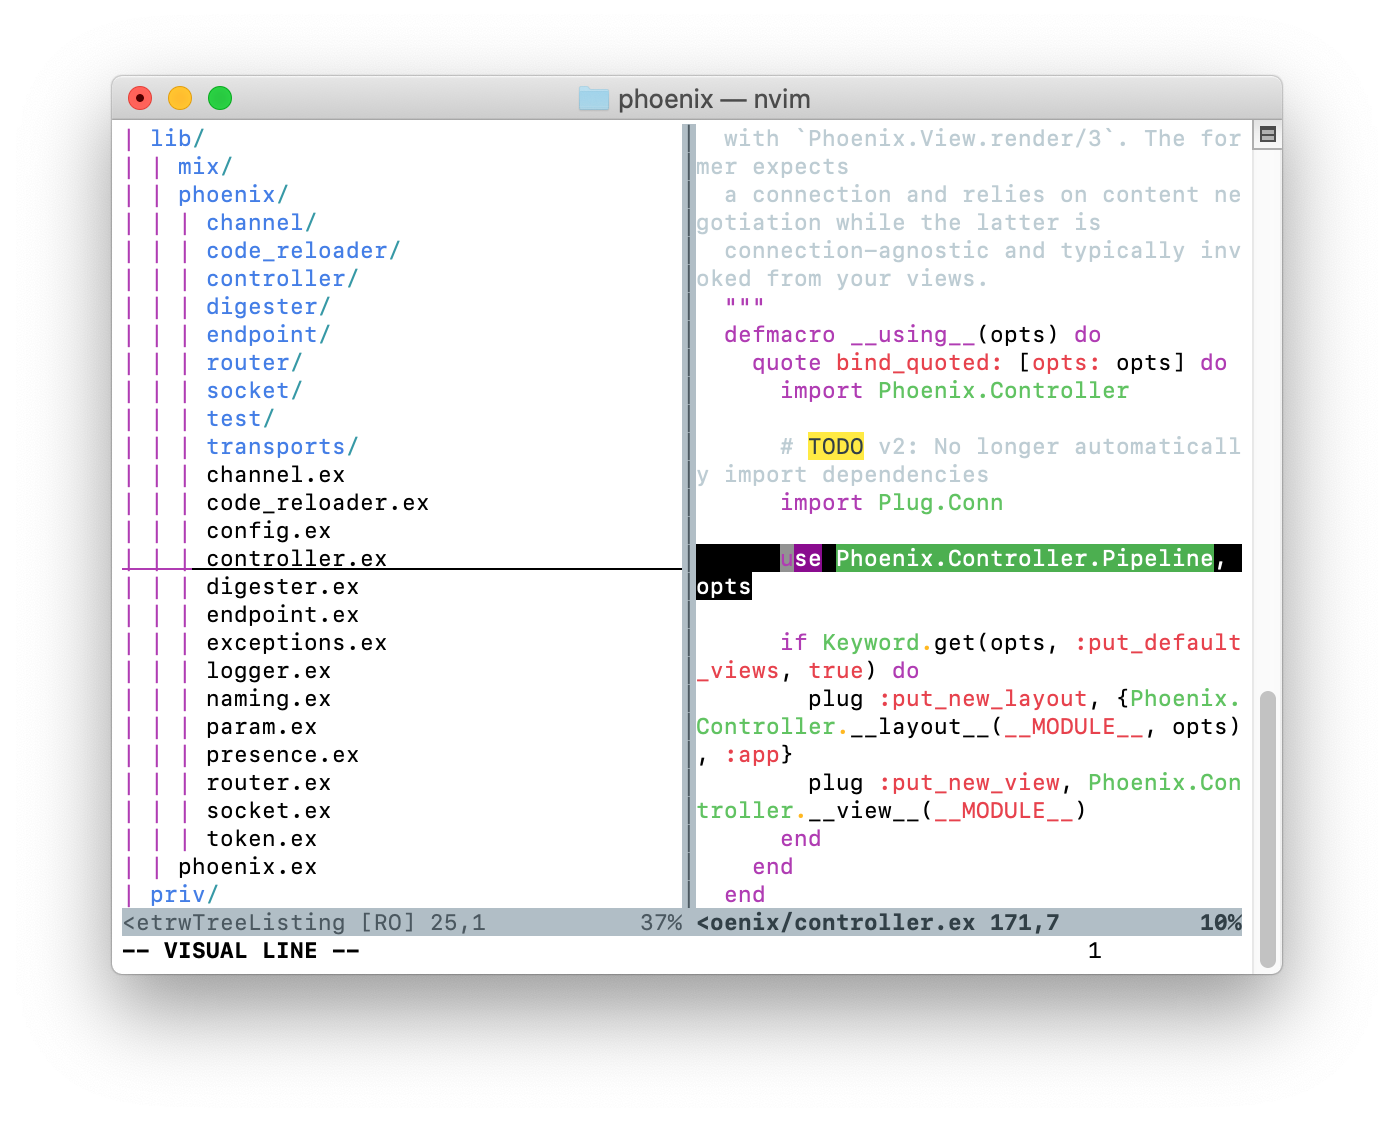 phoenix — nvim
| lib/
| | mix/
| | phoenix/
| | | channel/
| | | code_reloader/
| | | controller/
| | | digester/
| | | endpoint/
| | | router/
| | | socket/
| | | test/
| | | transports/
| | | channel.ex
| | | code_reloader.ex
| | | config.ex
| | | controller.ex
| | | digester.ex
| | | endpoint.ex
| | | exceptions.ex
| | | logger.ex
| | | naming.ex
| | | param.ex
| | | presence.ex
| | | router.ex
| | | socket.ex
| | | token.ex
| | phoenix.ex
| priv/
<etrwTreeListing [RO] 25,1 37%
with `Phoenix.View.render/3`. The for
mer expects
a connection and relies on content ne
gotiation while the latter is
connection-agnostic and typically inv
oked from your views.
"""
defmacro __using__(opts) do
quote bind_quoted: [opts: opts] do
import Phoenix.Controller
# TODO v2: No longer automaticall
y import dependencies
import Plug.Conn
use Phoenix.Controller.Pipeline,
opts
if Keyword.get(opts, :put_default
_views, true) do
plug :put_new_layout, {Phoenix.
Controller.__layout__(__MODULE__, opts)
, :app}
plug :put_new_view, Phoenix.Con
troller.__view__(__MODULE__)
end
end
end
<oenix/controller.ex 171,7 10%
-- VISUAL LINE -- 1